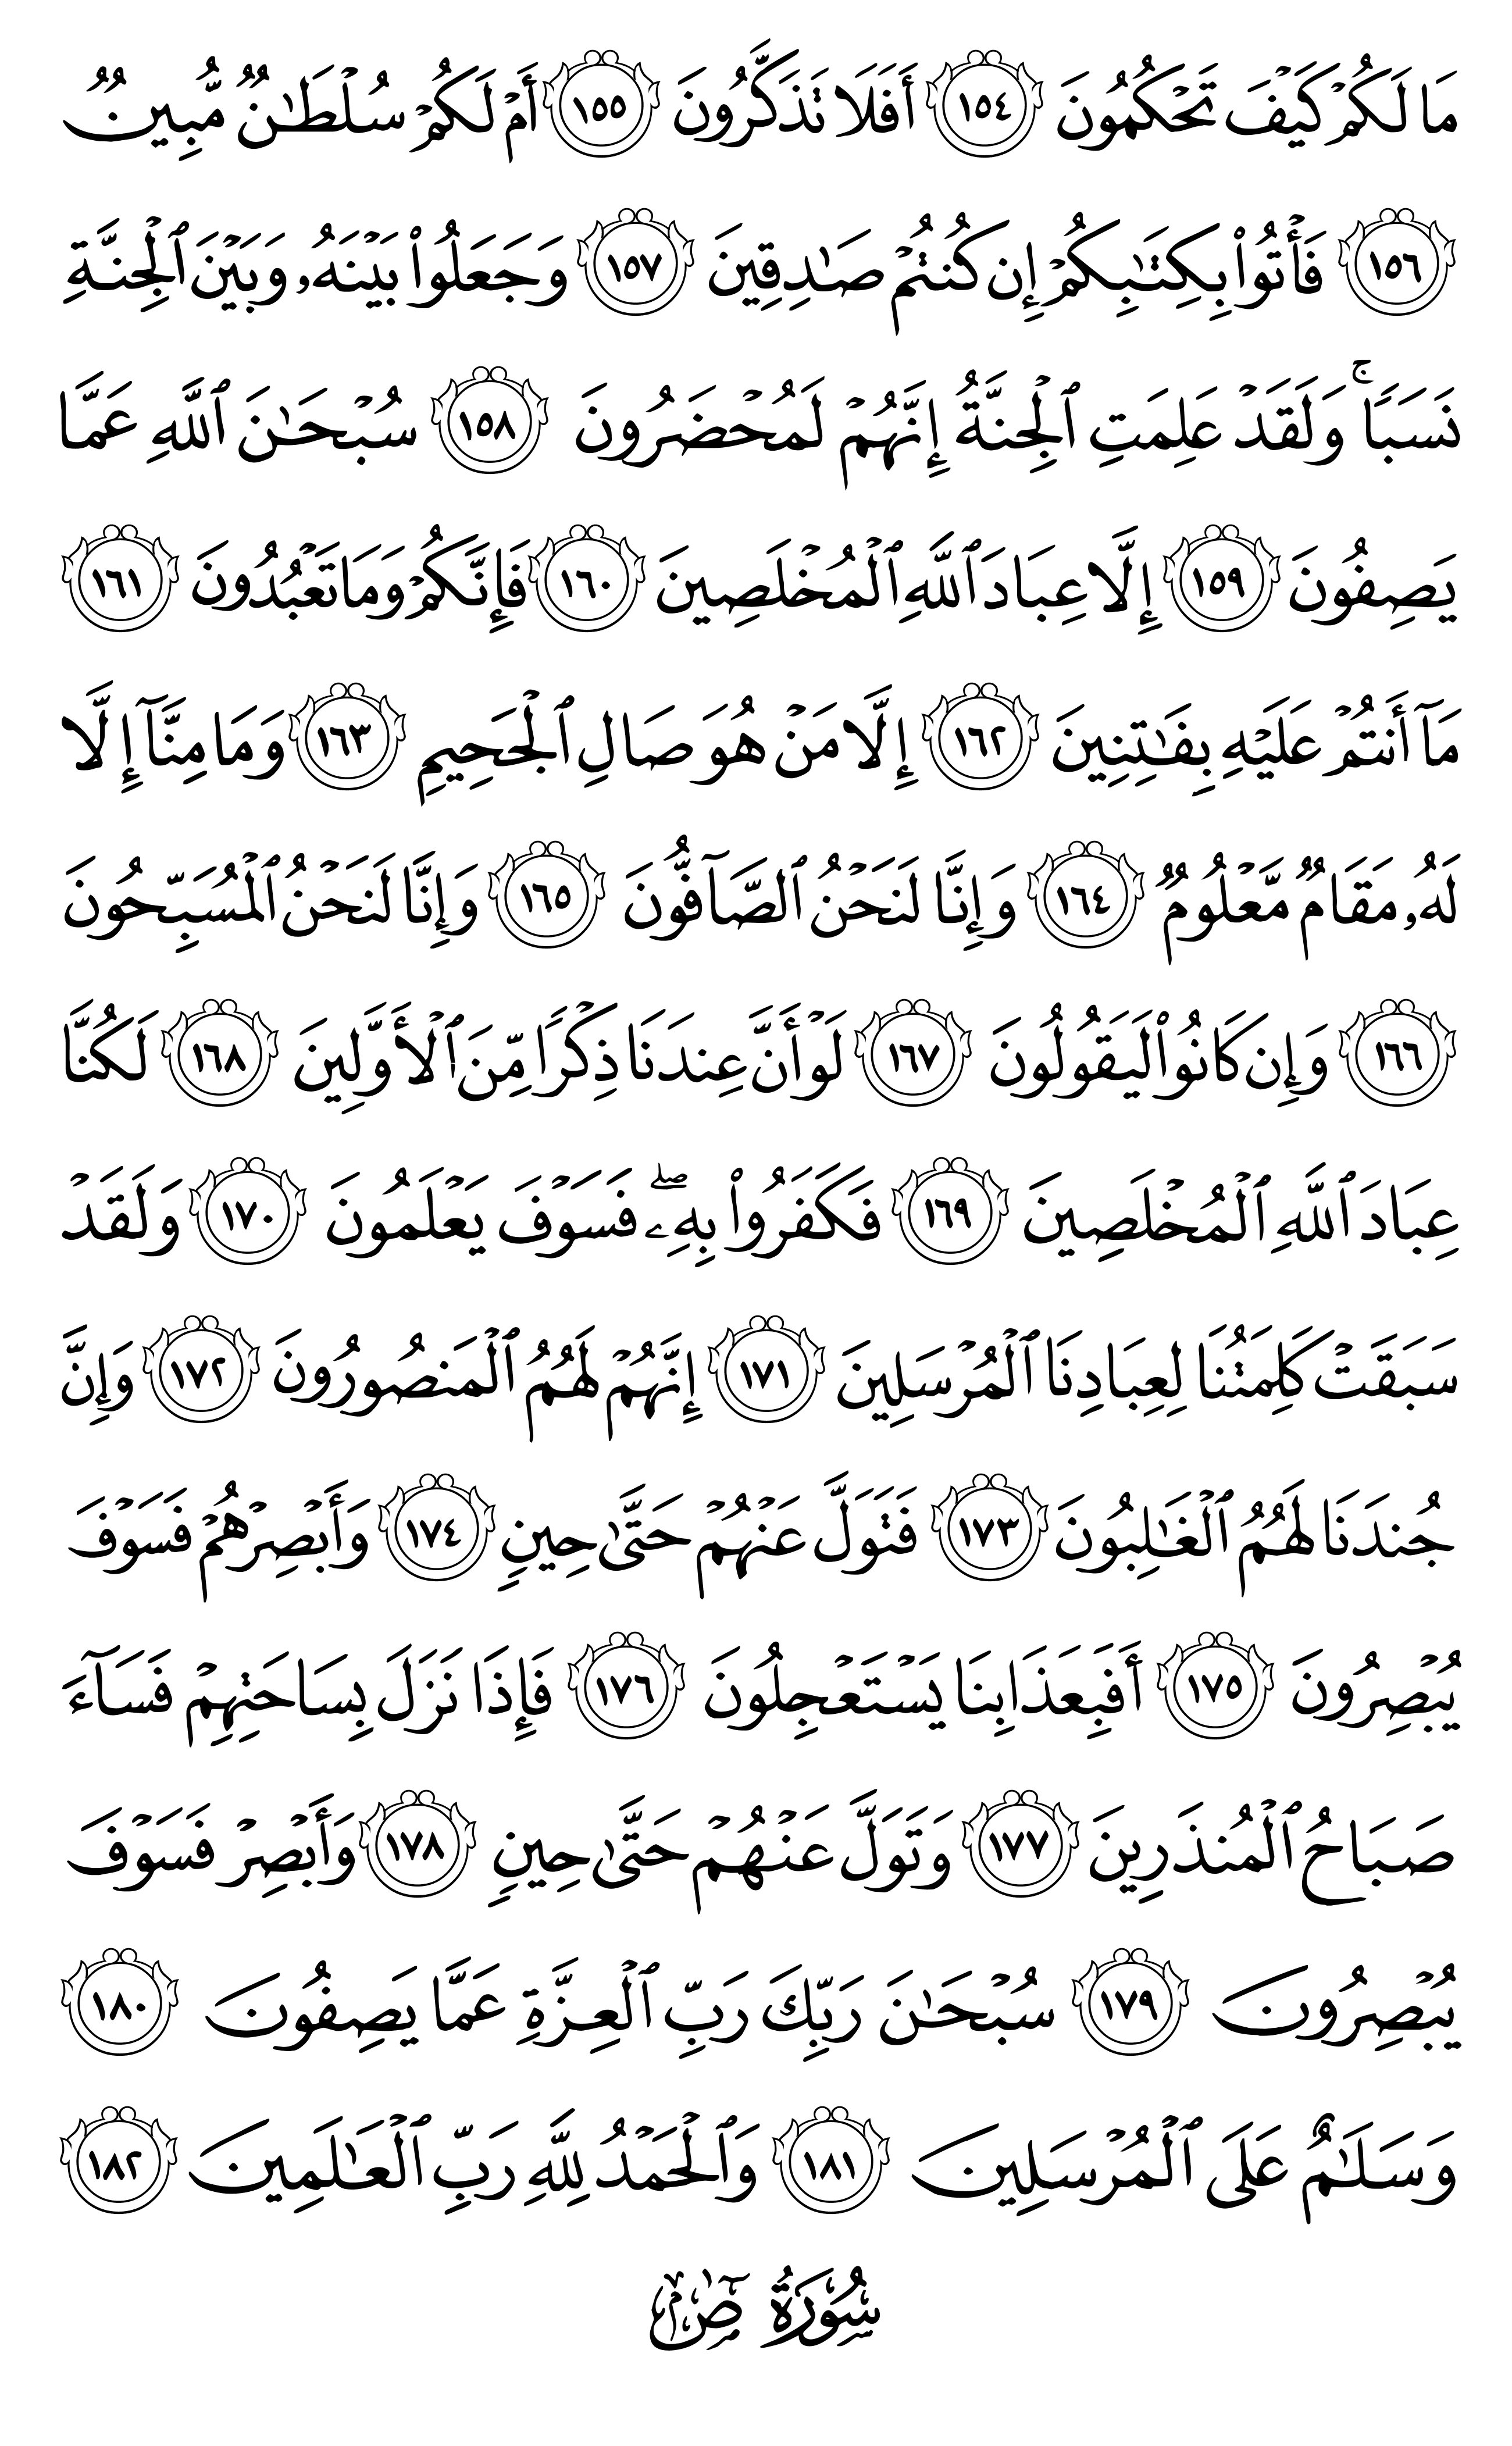 مَا لَكُمْ كَيْفَ تَحْكُمُونَ ١٥٤ أَفَلَا تَذَكَّرُونَ ١٥٥ أَمْ لَكُمْ سُلْطَٰنٌ مُّبِينٌ
١٥٦ فَأْتُوا۟ بِكِتَٰبِكُمْ إِن كُنتُمْ صَٰدِقِينَ ١٥٧ وَجَعَلُوا۟ بَيْنَهُۥ وَبَيْنَ ٱلْجِنَّةِ
نَسَبًا ۚ وَلَقَدْ عَلِمَتِ ٱلْجِنَّةُ إِنَّهُمْ لَمُحْضَرُونَ ١٥٨ سُبْحَٰنَ ٱللَّهِ عَمَّا
يَصِفُونَ ١٥٩ إِلَّا عِبَادَ ٱللَّهِ ٱلْمُخْلَصِينَ ١٦٠ فَإِنَّكُمْ وَمَا تَعْبُدُونَ ١٦١
مَآ أَنتُمْ عَلَيْهِ بِفَٰتِنِينَ ١٦٢ إِلَّا مَنْ هُوَ صَالِ ٱلْجَحِيمِ ١٦٣ وَمَا مِنَّآ إِلَّا
لَهُۥ مَقَامٌ مَّعْلُومٌ ١٦٤ وَإِنَّا لَنَحْنُ ٱلصَّآفُّونَ ١٦٥ وَإِنَّا لَنَحْنُ ٱلْمُسَبِّحُونَ
١٦٦ وَإِن كَانُوا۟ لَيَقُولُونَ ١٦٧ لَوْ أَنَّ عِندَنَا ذِكْرًا مِّنَ ٱلْأَوَّلِينَ ١٦٨ لَكُنَّا
عِبَادَ ٱللَّهِ ٱلْمُخْلَصِينَ ١٦٩ فَكَفَرُوا۟ بِهِۦ ۖ فَسَوْفَ يَعْلَمُونَ ١٧٠ وَلَقَدْ
سَبَقَتْ كَلِمَتُنَا لِعِبَادِنَا ٱلْمُرْسَلِينَ ١٧١ إِنَّهُمْ لَهُمُ ٱلْمَنصُورُونَ ١٧٢ وَإِنَّ
جُندَنَا لَهُمُ ٱلْغَٰلِبُونَ ١٧٣ فَتَوَلَّ عَنْهُمْ حَتَّىٰ حِينٍ ١٧٤ وَأَبْصِرْهُمْ فَسَوْفَ
يُبْصِرُونَ ١٧٥ أَفَبِعَذَابِنَا يَسْتَعْجِلُونَ ١٧٦ فَإِذَا نَزَلَ بِسَاحَتِهِمْ فَسَآءَ
صَبَاحُ ٱلْمُنذَرِينَ ١٧٧ وَتَوَلَّ عَنْهُمْ حَتَّىٰ حِينٍ ١٧٨ وَأَبْصِرْ فَسَوْفَ
يُبْصِرُونَ ١٧٩ سُبْحَٰنَ رَبِّكَ رَبِّ ٱلْعِزَّةِ عَمَّا يَصِفُونَ ١٨٠
وَسَلَٰمٌ عَلَى ٱلْمُرْسَلِينَ ١٨١ وَٱلْحَمْدُ لِلَّهِ رَبِّ ٱلْعَٰلَمِينَ ١٨٢
سُورَةُ صٓ